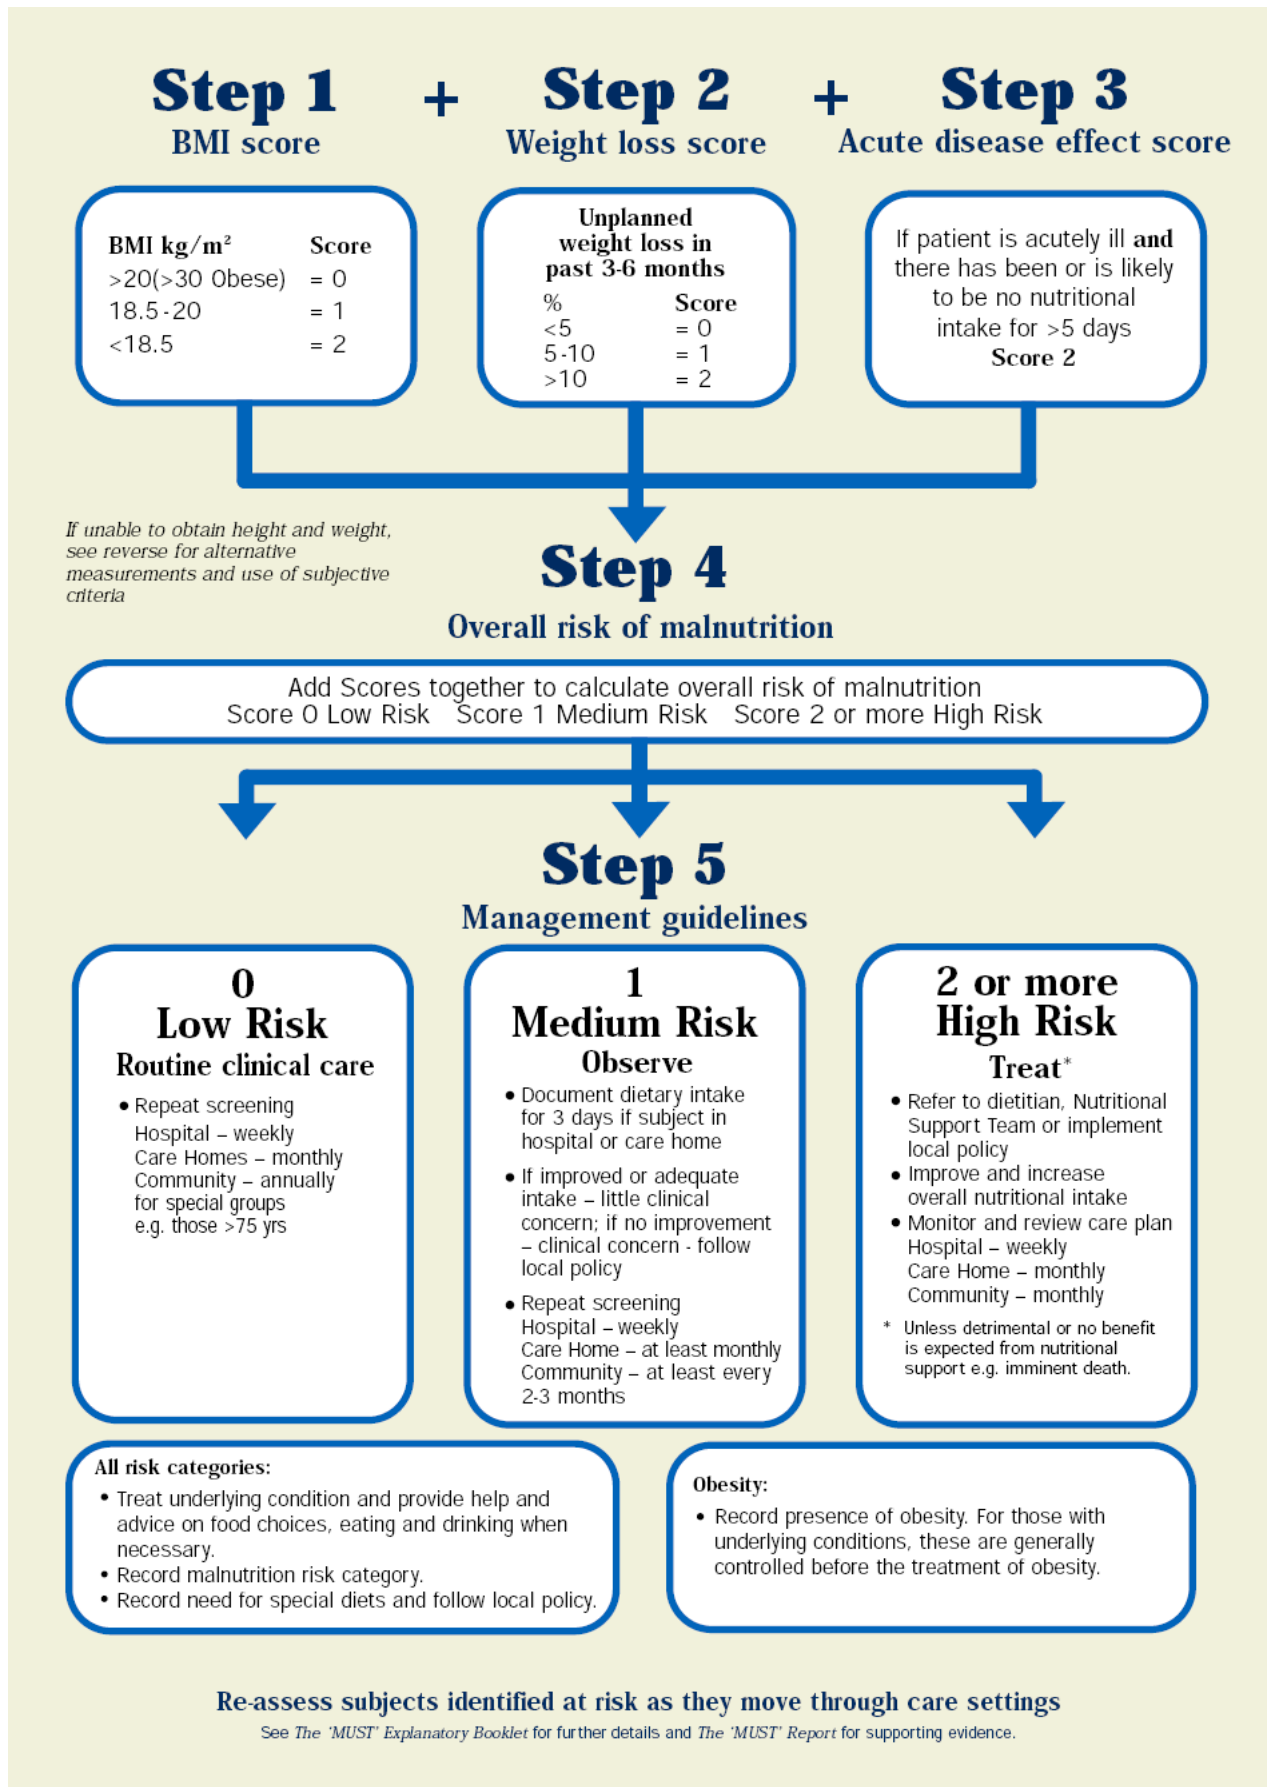 Step 1 + Step 2 + Step 3
BMI score
Weight loss score
Acute disease effect score
BMI kg/m² Score
>20(>30 Obese) = 0
18.5-20 = 1
<18.5 = 2
Unplanned
weight loss in
past 3-6 months
% Score
<5 = 0
5-10 = 1
>10 = 2
If patient is acutely ill and
there has been or is likely
to be no nutritional
intake for >5 days
Score 2
If unable to obtain height and weight,
see reverse for alternative
measurements and use of subjective
criteria
Step 4
Overall risk of malnutrition
Add Scores together to calculate overall risk of malnutrition
Score 0 Low Risk Score 1 Medium Risk Score 2 or more High Risk
Step 5
Management guidelines
0
Low Risk
Routine clinical care
• Repeat screening
Hospital – weekly
Care Homes – monthly
Community – annually
for special groups
e.g. those >75 yrs
1
Medium Risk
Observe
• Document dietary intake
for 3 days if subject in
hospital or care home
• If improved or adequate
intake – little clinical
concern; if no improvement
– clinical concern - follow
local policy
• Repeat screening
Hospital – weekly
Care Home – at least monthly
Community – at least every
2-3 months
2 or more
High Risk
Treat*
• Refer to dietitian, Nutritional
Support Team or implement
local policy
• Improve and increase
overall nutritional intake
• Monitor and review care plan
Hospital – weekly
Care Home – monthly
Community – monthly
* Unless detrimental or no benefit
is expected from nutritional
support e.g. imminent death.
All risk categories:
• Treat underlying condition and provide help and
advice on food choices, eating and drinking when
necessary.
• Record malnutrition risk category.
• Record need for special diets and follow local policy.
Obesity:
• Record presence of obesity. For those with
underlying conditions, these are generally
controlled before the treatment of obesity.
Re-assess subjects identified at risk as they move through care settings
See The ‘MUST’ Explanatory Booklet for further details and The ‘MUST’ Report for supporting evidence.